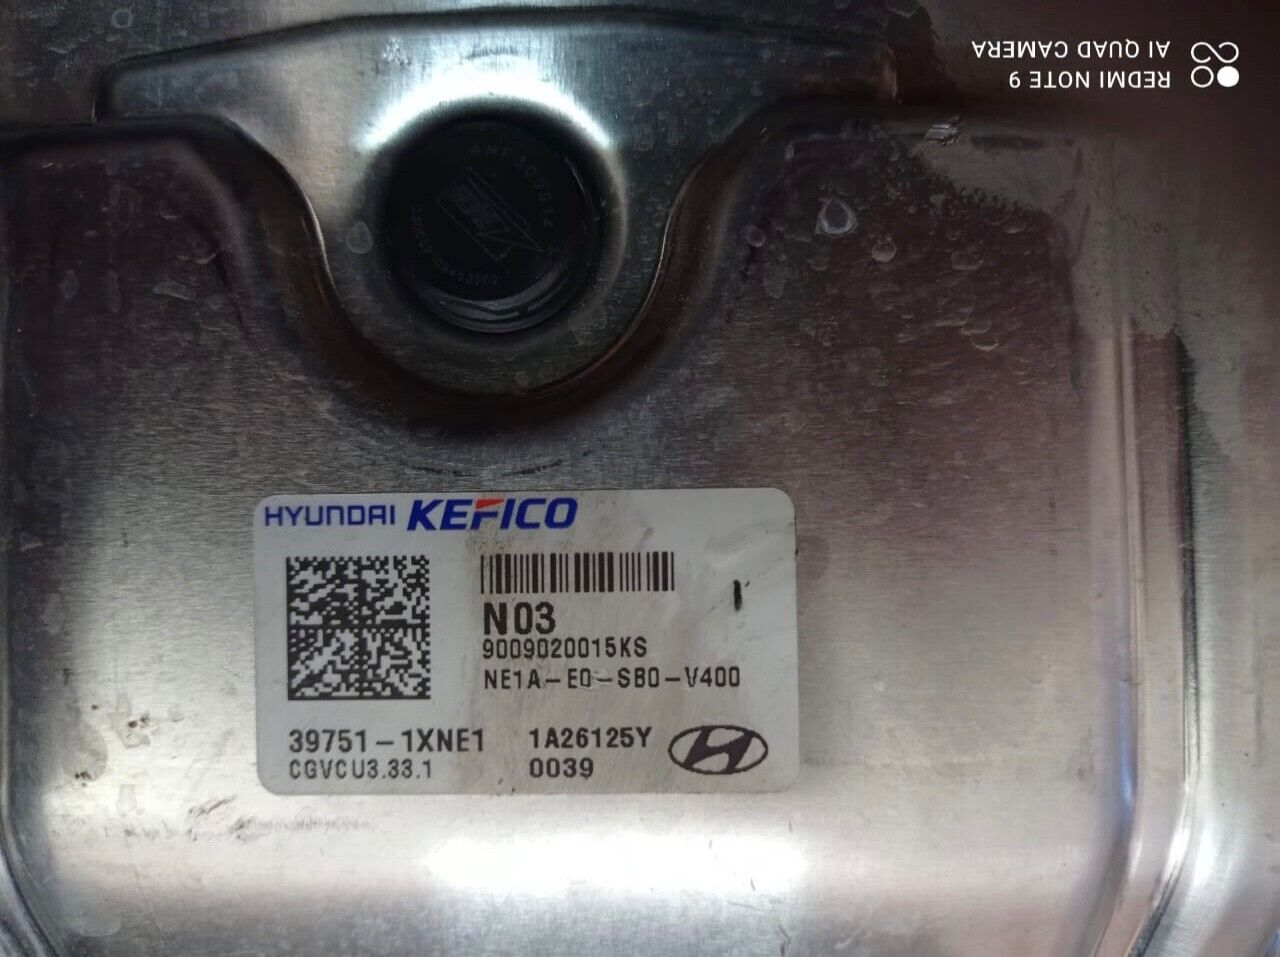 REDMI NOTE 9
AI QUAD CAMERA
HYUNDAI KEFICO
N03
9009020015KS
NE1A-E0-SB0-V400
39751-1XNE1 1A26125Y
CGVCU3.33.1 0039